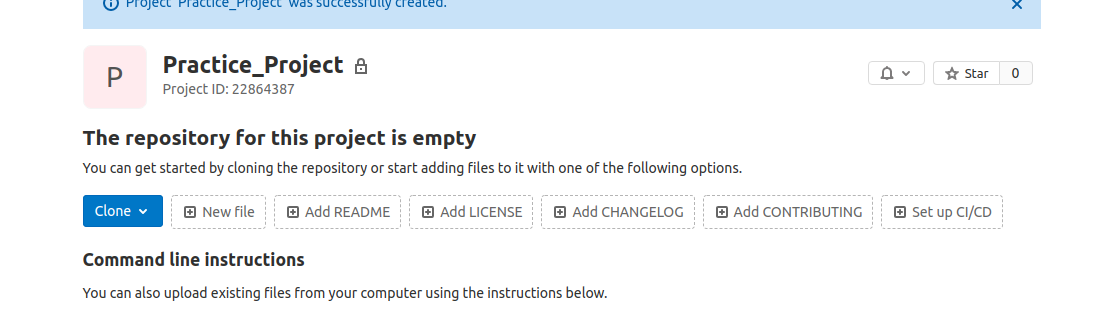 Project 'Practice_Project' was successfully created.
P
Practice_Project
Project ID: 22864387
Star 0
The repository for this project is empty
You can get started by cloning the repository or start adding files to it with one of the following options.
Clone New file Add README Add LICENSE Add CHANGELOG Add CONTRIBUTING Set up CI/CD
Command line instructions
You can also upload existing files from your computer using the instructions below.